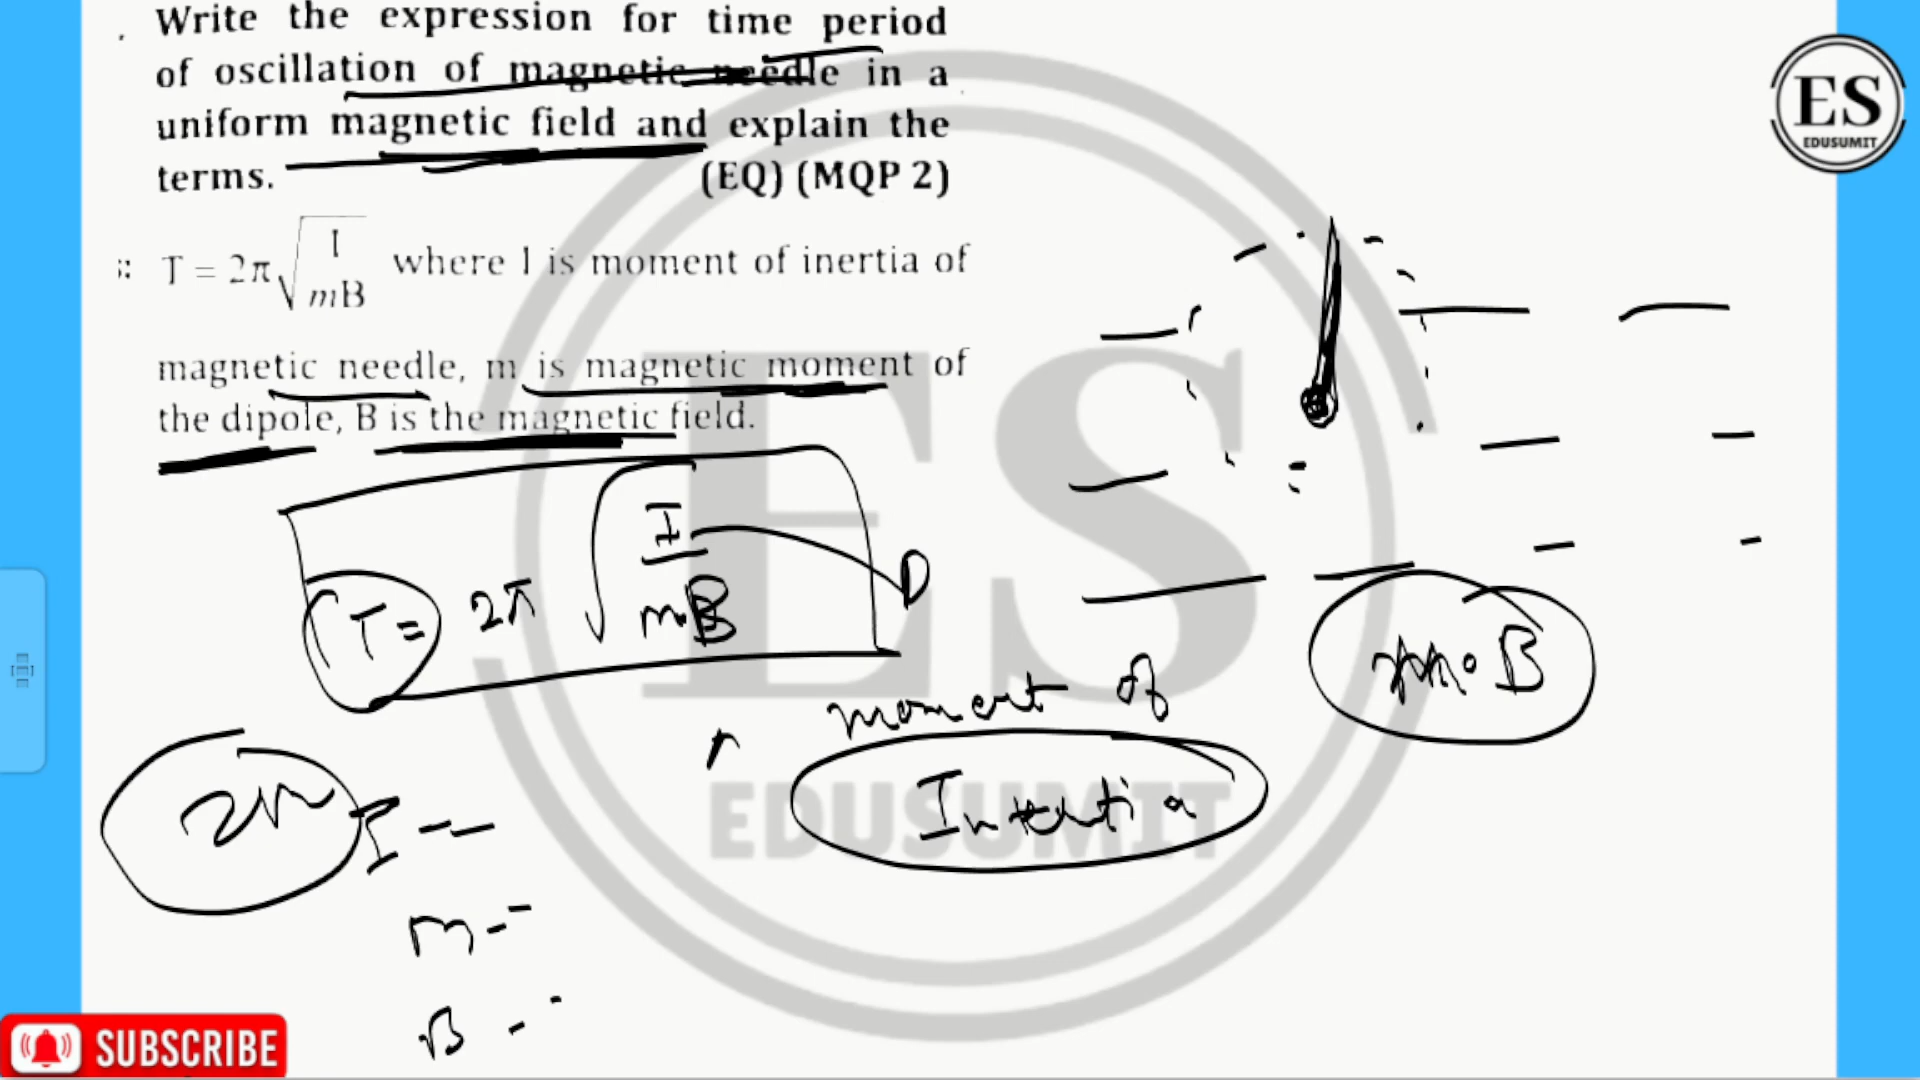 Write the expression for time period
of oscillation of magnetic needle in a
uniform magnetic field and explain the
terms. (EQ) (MQP 2)
T = 2π√(I/mB) where I is moment of inertia of
magnetic needle, m is magnetic moment of
the dipole, B is the magnetic field.
T = 2π √(I/m.B)
m.B
moment of
2π
I --
m --
B --
ES
EDUSUMIT
ES
EDUSUMIT
SUBSCRIBE